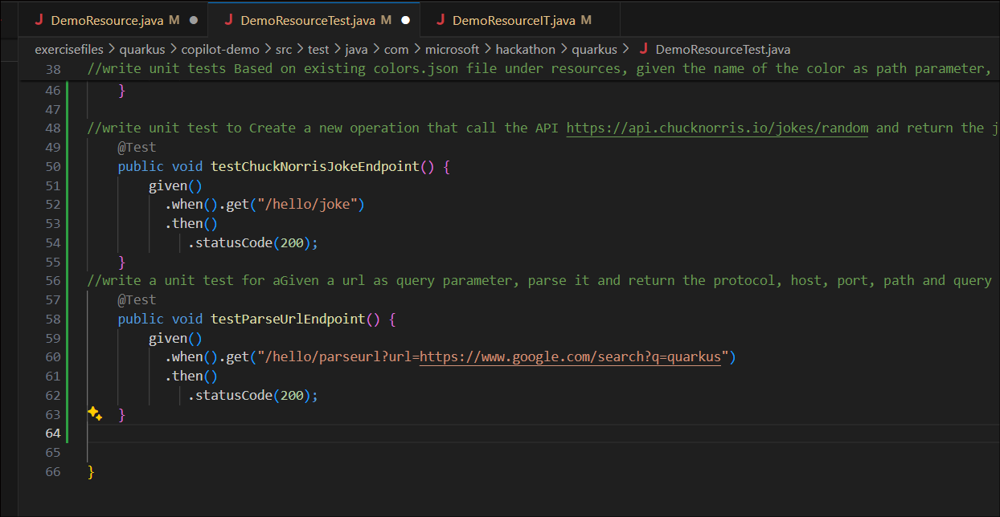 DemoResource.java M DemoResourceTest.java M DemoResourceIT.java M
exercisefiles > quarkus > copilot-demo > src > test > java > com > microsoft > hackathon > quarkus > DemoResourceTest.java
38 //write unit tests Based on existing colors.json file under resources, given the name of the color as path parameter,
46 }
47
48 //write unit test to Create a new operation that call the API https://api.chucknorris.io/jokes/random and return the j
49 @Test
50 public void testChuckNorrisJokeEndpoint() {
51 given()
52 .when().get("/hello/joke")
53 .then()
54 .statusCode(200);
55 }
56 //write a unit test for aGiven a url as query parameter, parse it and return the protocol, host, port, path and query
57 @Test
58 public void testParseUrlEndpoint() {
59 given()
60 .when().get("/hello/parseurl?url=https://www.google.com/search?q=quarkus")
61 .then()
62 .statusCode(200);
63 }
64
65
66 }